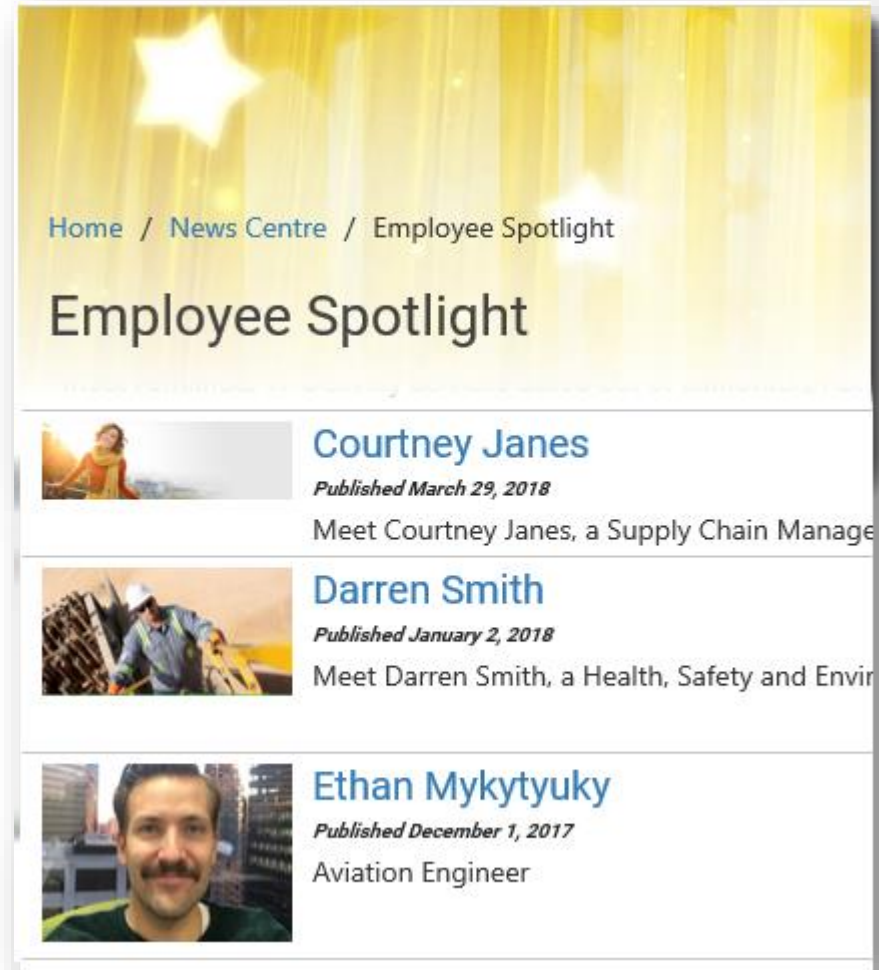 Home / News Centre / Employee Spotlight
Employee Spotlight
Courtney Janes
Published March 29, 2018
Meet Courtney Janes, a Supply Chain
Darren Smith
Published January 2, 2018
Meet Darren Smith, a Health, Safety and
Ethan Mykytyuky
Published December 1, 2017
Aviation Engineer